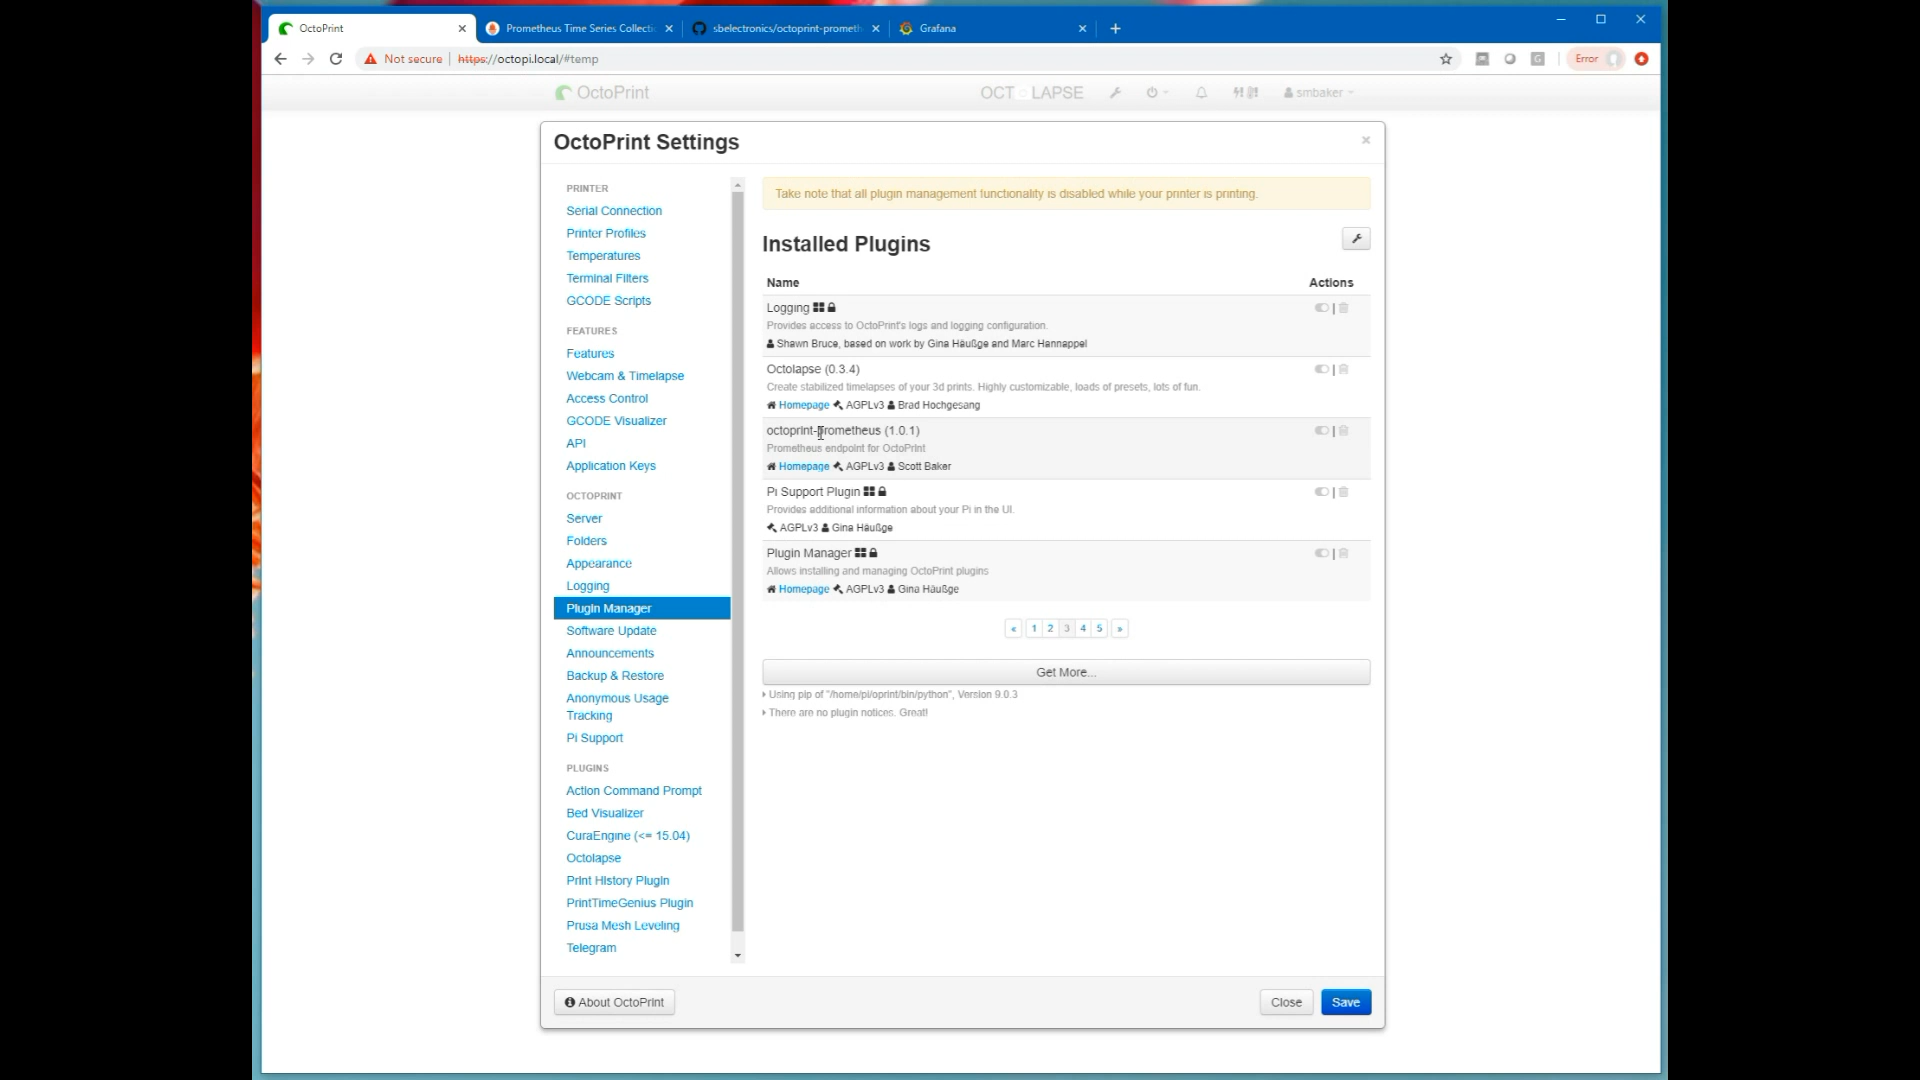 OctoPrint
Prometheus Time Series Collecti
sbelectronics/octoprint-prometh
Grafana
Not secure
https://octopi.local/#temp
Error
OctoPrint
OCT LAPSE
smbaker
OctoPrint Settings
PRINTER
Serial Connection
Printer Profiles
Temperatures
Terminal Filters
GCODE Scripts
FEATURES
Features
Webcam & Timelapse
Access Control
GCODE Visualizer
API
Application Keys
OCTOPRINT
Server
Folders
Appearance
Logging
Plugin Manager
Software Update
Announcements
Backup & Restore
Anonymous Usage
Tracking
Pi Support
PLUGINS
Action Command Prompt
Bed Visualizer
CuraEngine (<= 15.04)
Octolapse
Print History Plugin
PrintTimeGenius Plugin
Prusa Mesh Leveling
Telegram
Take note that all plugin management functionality is disabled while your printer is printing.
Installed Plugins
Name Actions
Logging
Provides access to OctoPrint's logs and logging configuration.
Shawn Bruce, based on work by Gina Häußge and Marc Hannappel
Octolapse (0.3.4)
Create stabilized timelapses of your 3d prints. Highly customizable, loads of presets, lots of fun.
Homepage AGPLv3 Brad Hochgesang
octoprint-prometheus (1.0.1)
Prometheus endpoint for OctoPrint
Homepage AGPLv3 Scott Baker
Pi Support Plugin
Provides additional information about your Pi in the UI.
AGPLv3 Gina Häußge
Plugin Manager
Allows installing and managing OctoPrint plugins
Homepage AGPLv3 Gina Häußge
« 1 2 3 4 5 »
Get More...
Using pip of "/home/pi/oprint/bin/python", Version 9.0.3
There are no plugin notices. Great!
About OctoPrint
Close
Save